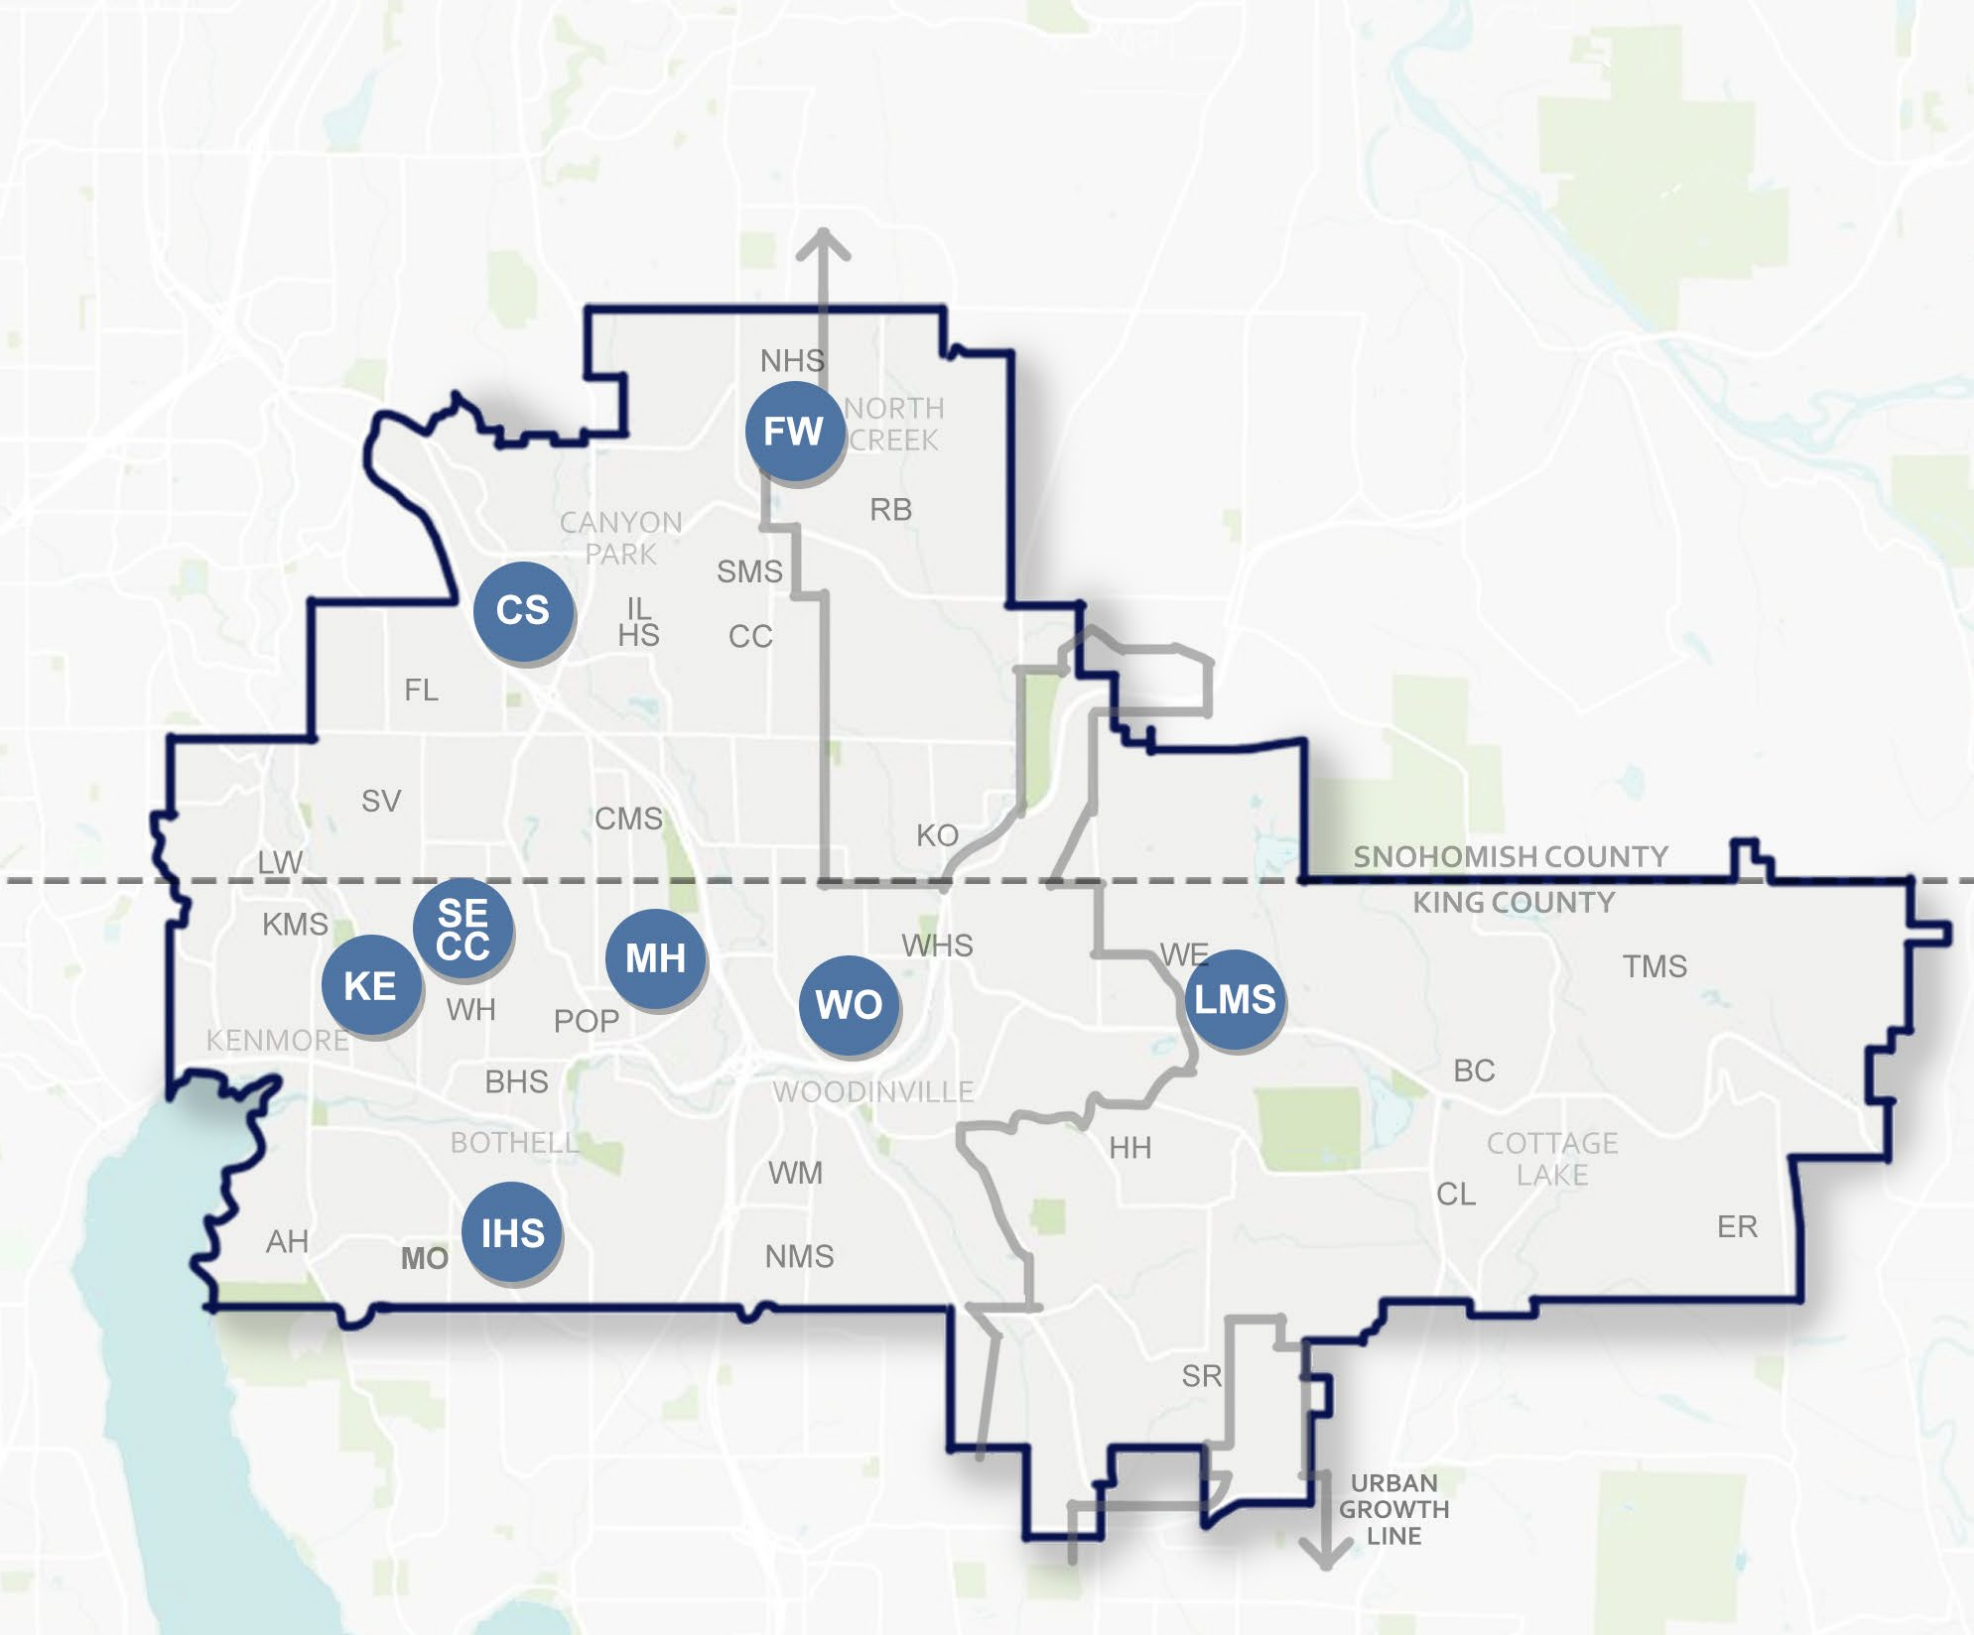 NHS
FW
NORTH
CREEK
RB
CANYON
PARK
SMS
CS
IL
HS
CC
FL
SV
CMS
KO
LW
SNOHOMISH COUNTY
KING COUNTY
KMS
SE
CC
KE
WH
MH
POP
WO
WHS
WE
LMS
TMS
KENMORE
BHS
WOODINVILLE
BC
BOTHELL
HH
COTTAGE
LAKE
WM
CL
ER
AH
MO
IHS
NMS
SR
URBAN
GROWTH
LINE